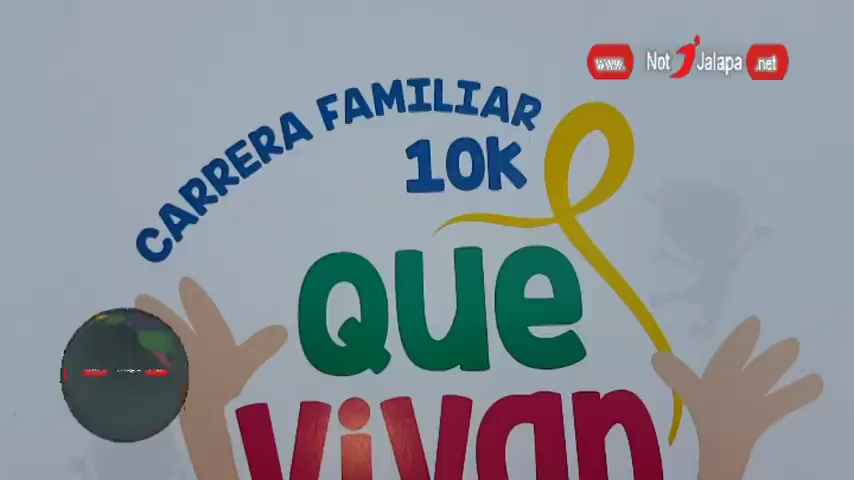 www. Not Jalapa .net
CARRERA FAMILIAR
10K
Que
Vivan